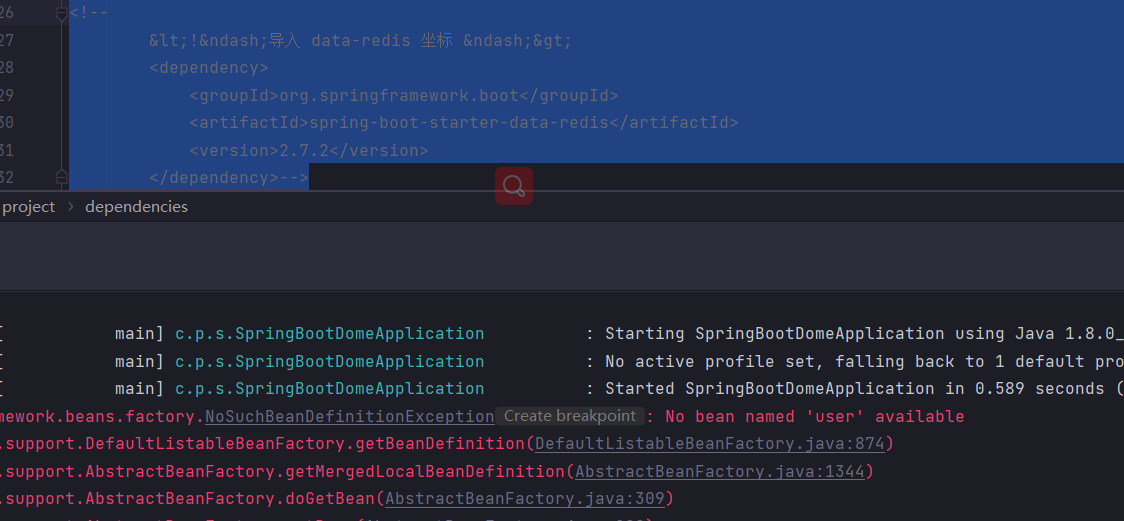 26 <!--
27 &lt;!&ndash;导入 data-redis 坐标 &ndash;&gt;
28 <dependency>
29 <groupId>org.springframework.boot</groupId>
30 <artifactId>spring-boot-starter-data-redis</artifactId>
31 <version>2.7.2</version>
32 </dependency>-->
project > dependencies
[ main] c.p.s.SpringBootDomeApplication : Starting SpringBootDomeApplication using Java 1.8.0_
[ main] c.p.s.SpringBootDomeApplication : No active profile set, falling back to 1 default pro
[ main] c.p.s.SpringBootDomeApplication : Started SpringBootDomeApplication in 0.589 seconds (
mework.beans.factory.NoSuchBeanDefinitionException Create breakpoint : No bean named 'user' available
.support.DefaultListableBeanFactory.getBeanDefinition(DefaultListableBeanFactory.java:874)
.support.AbstractBeanFactory.getMergedLocalBeanDefinition(AbstractBeanFactory.java:1344)
.support.AbstractBeanFactory.doGetBean(AbstractBeanFactory.java:309)